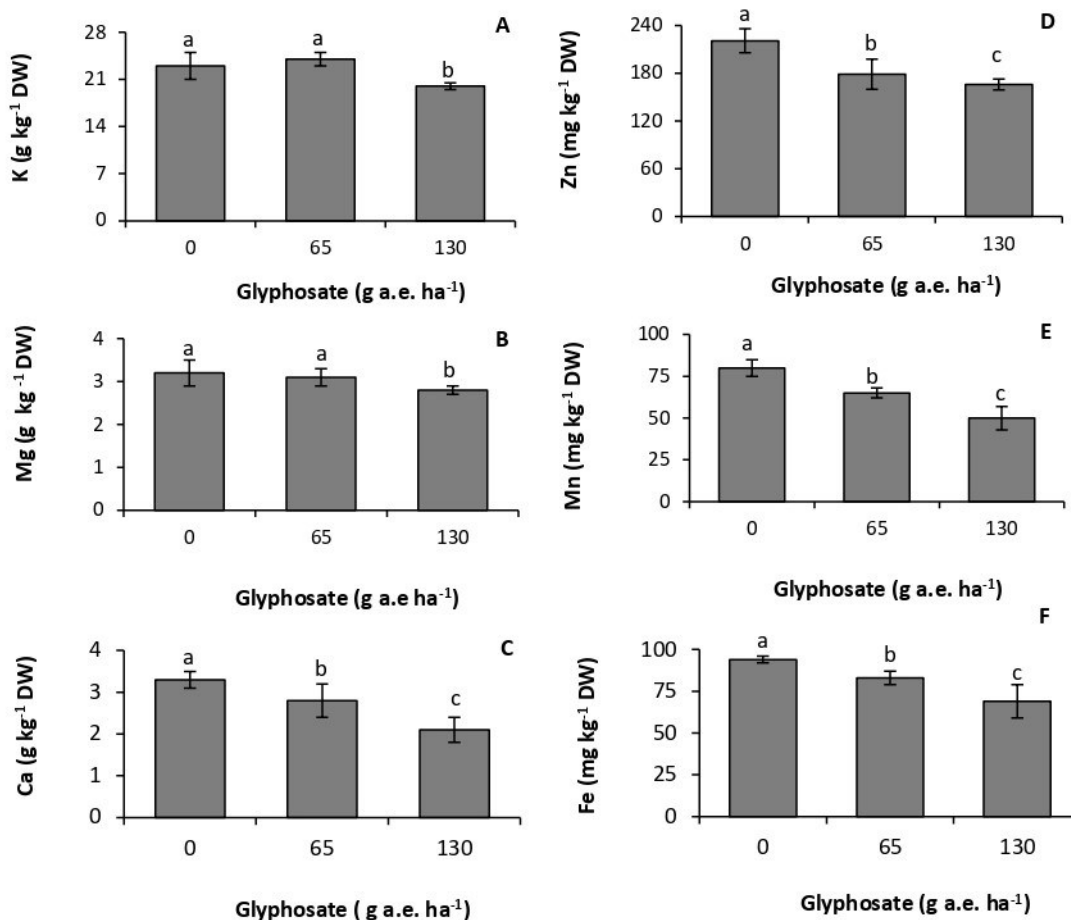 A
K (g kg⁻¹ DW)
28
21
14
7
0
a
a
b
0
65
130
Glyphosate (g a.e. ha⁻¹)
D
Zn (mg kg⁻¹ DW)
240
180
120
60
0
a
b
c
0
65
130
Glyphosate (g a.e. ha⁻¹)
B
Mg (g kg ⁻¹ DW)
4
3
2
1
0
a
a
b
0
65
130
Glyphosate (g a.e ha⁻¹)
E
Mn (mg kg⁻¹ DW)
100
75
50
25
0
a
b
c
0
65
130
Glyphosate (g a.e. ha⁻¹)
C
Ca (g kg⁻¹ DW)
4
3
2
1
0
a
b
c
0
65
130
Glyphosate ( g a.e. ha⁻¹)
F
Fe (mg kg⁻¹ DW)
100
75
50
25
0
a
b
c
0
65
130
Glyphosate (g a.e. ha⁻¹)